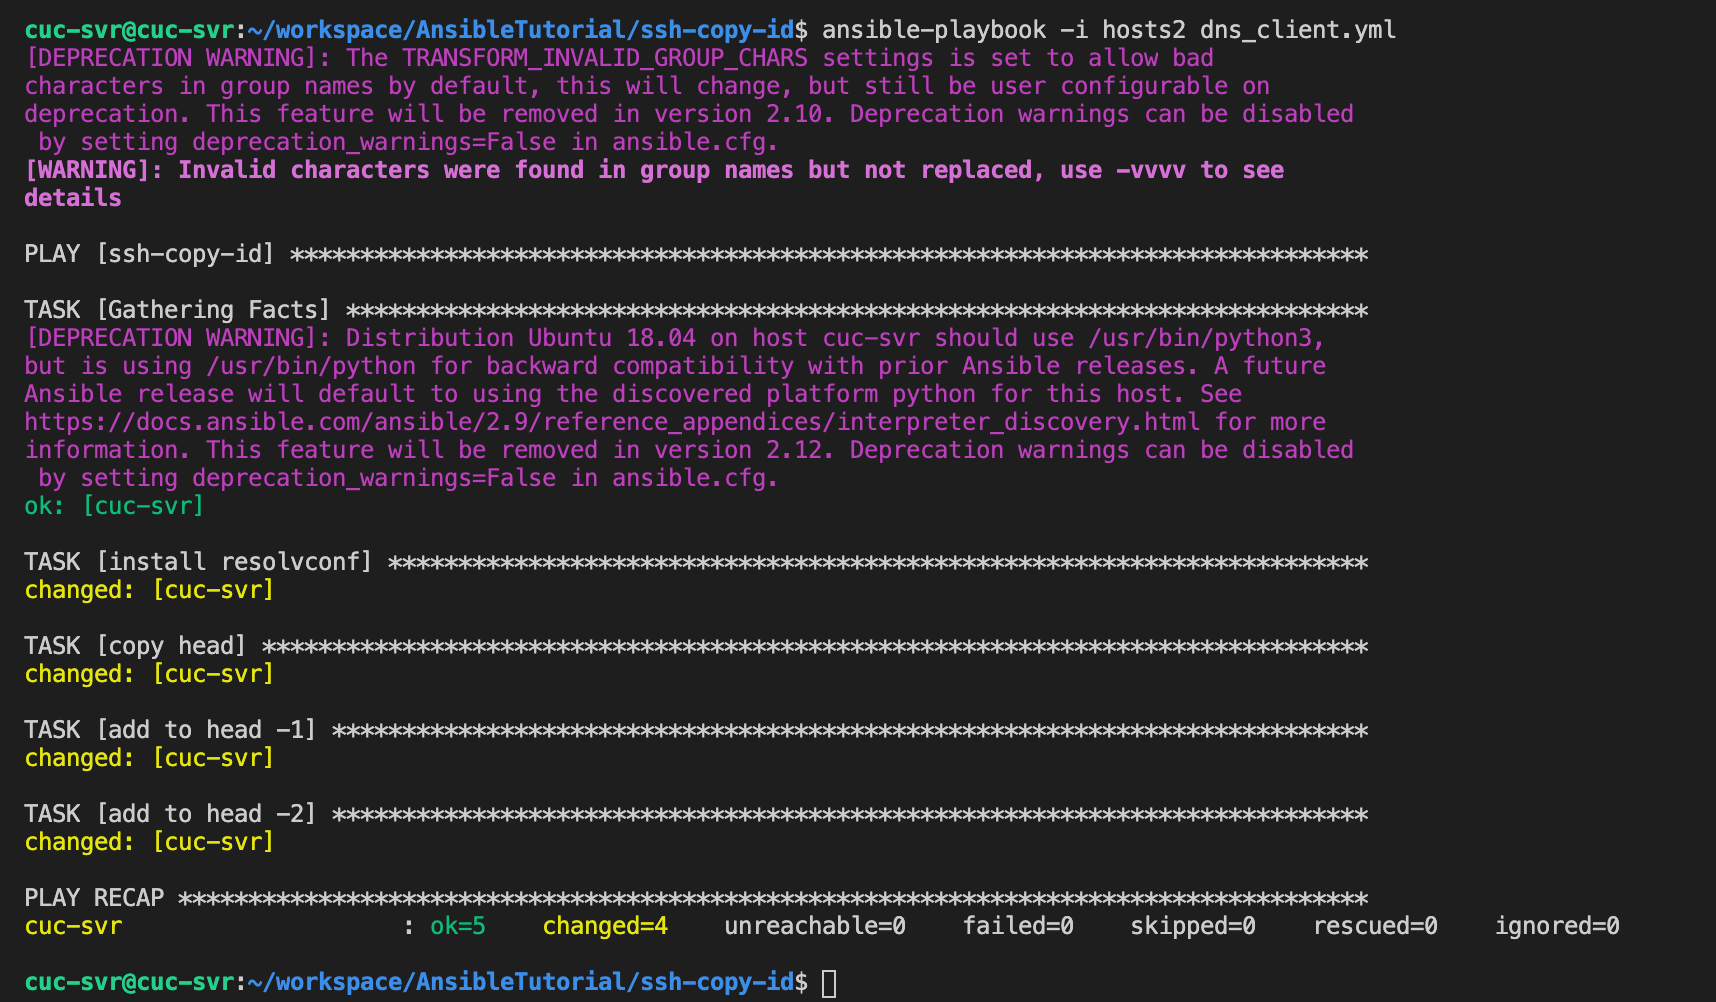 cuc-svr@cuc-svr:~/workspace/AnsibleTutorial/ssh-copy-id$ ansible-playbook -i hosts2 dns_client.yml
[DEPRECATION WARNING]: The TRANSFORM_INVALID_GROUP_CHARS settings is set to allow bad
characters in group names by default, this will change, but still be user configurable on
deprecation. This feature will be removed in version 2.10. Deprecation warnings can be disabled
 by setting deprecation_warnings=False in ansible.cfg.
[WARNING]: Invalid characters were found in group names but not replaced, use -vvvv to see
details

PLAY [ssh-copy-id] *****************************************************************************

TASK [Gathering Facts] *************************************************************************
[DEPRECATION WARNING]: Distribution Ubuntu 18.04 on host cuc-svr should use /usr/bin/python3,
but is using /usr/bin/python for backward compatibility with prior Ansible releases. A future
Ansible release will default to using the discovered platform python for this host. See
https://docs.ansible.com/ansible/2.9/reference_appendices/interpreter_discovery.html for more
information. This feature will be removed in version 2.12. Deprecation warnings can be disabled
 by setting deprecation_warnings=False in ansible.cfg.
ok: [cuc-svr]

TASK [install resolvconf] **********************************************************************
changed: [cuc-svr]

TASK [copy head] *******************************************************************************
changed: [cuc-svr]

TASK [add to head -1] **************************************************************************
changed: [cuc-svr]

TASK [add to head -2] **************************************************************************
changed: [cuc-svr]

PLAY RECAP *************************************************************************************
cuc-svr                    : ok=5    changed=4    unreachable=0    failed=0    skipped=0    rescued=0    ignored=0

cuc-svr@cuc-svr:~/workspace/AnsibleTutorial/ssh-copy-id$